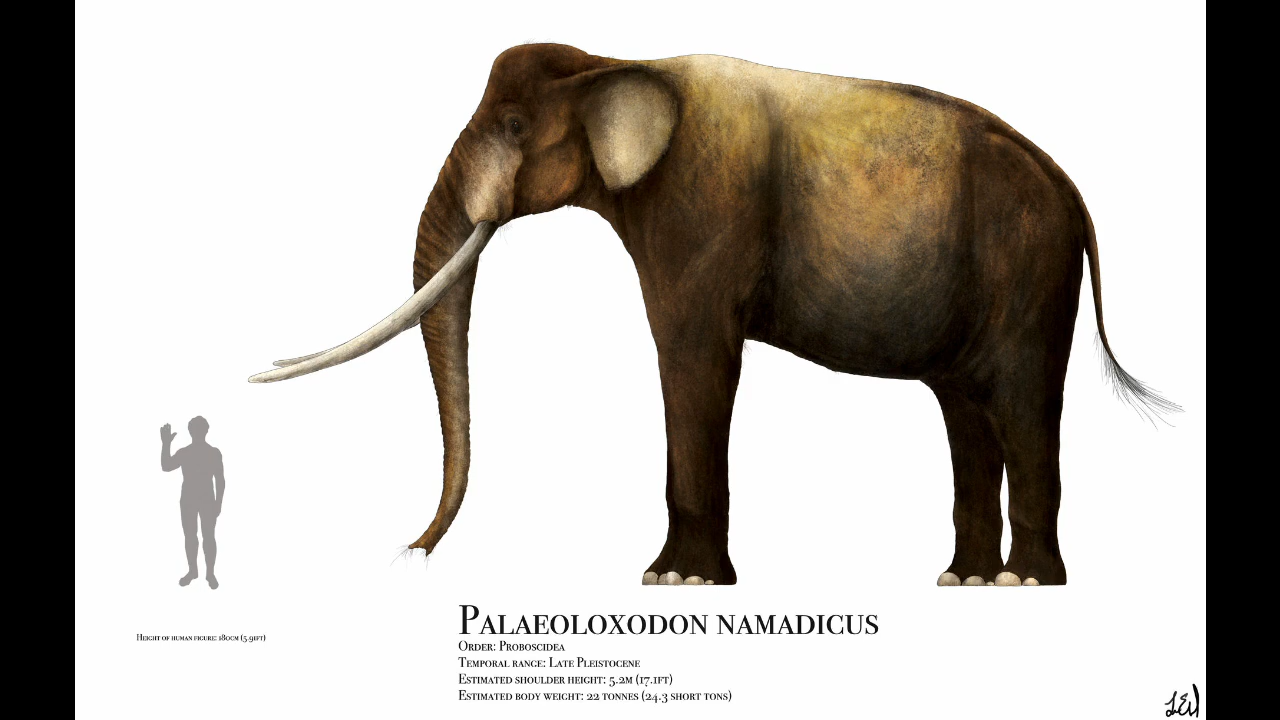 Height of human figure: 180cm (5.91ft)
Palaeoloxodon namadicus
Order: Proboscidea
Temporal range: Late Pleistocene
Estimated shoulder height: 5.2m (17.1ft)
Estimated body weight: 22 tonnes (24.3 short tons)